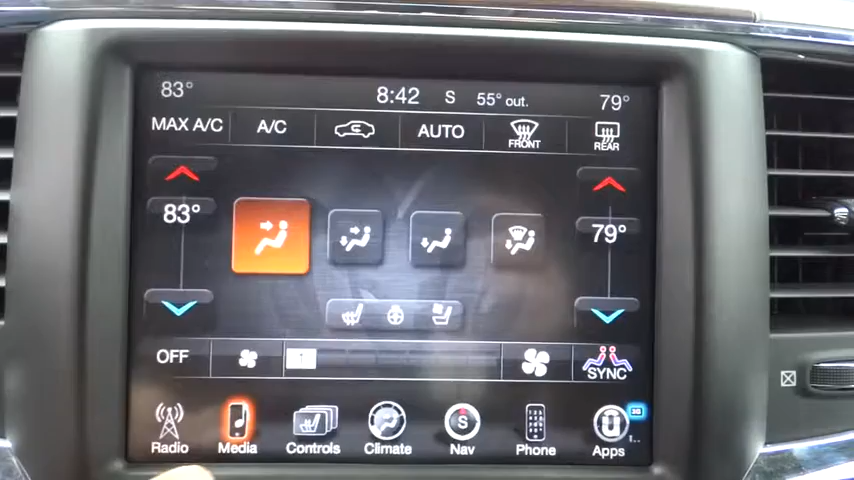 83° 8:42 S 55° out. 79°
MAX A/C A/C AUTO FRONT REAR
83° 79°
OFF 1 SYNC
Radio Media Controls Climate Nav Phone Apps
S